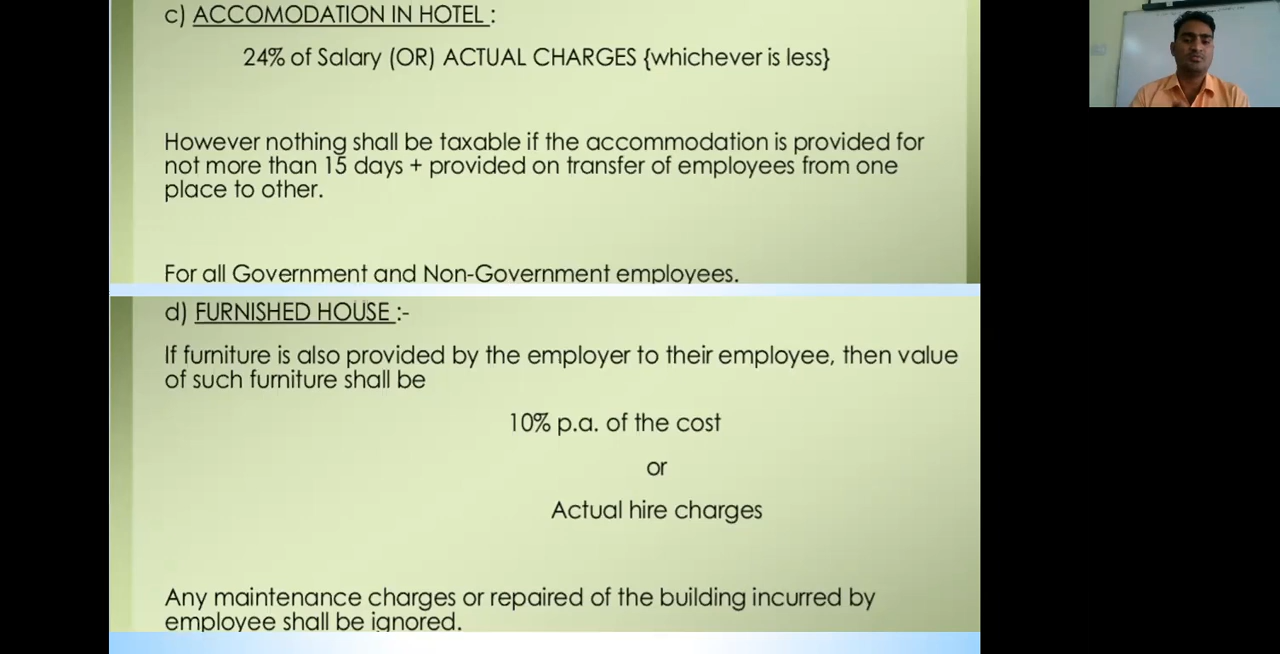 c) ACCOMODATION IN HOTEL :
24% of Salary (OR) ACTUAL CHARGES {whichever is less}
However nothing shall be taxable if the accommodation is provided for
not more than 15 days + provided on transfer of employees from one
place to other.
For all Government and Non-Government employees.
d) FURNISHED HOUSE :-
If furniture is also provided by the employer to their employee, then value
of such furniture shall be
10% p.a. of the cost
or
Actual hire charges
Any maintenance charges or repaired of the building incurred by
employee shall be ignored.